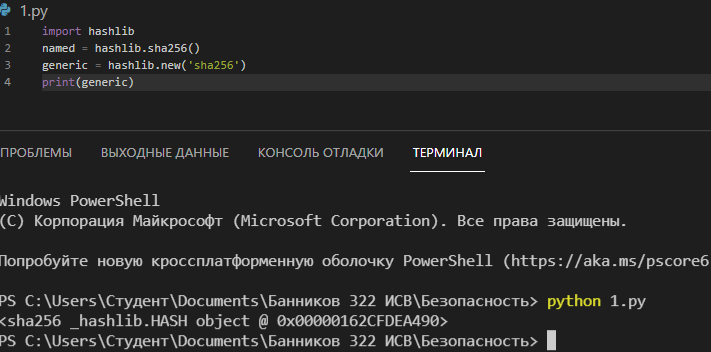 1.py
1 import hashlib
2 named = hashlib.sha256()
3 generic = hashlib.new('sha256')
4 print(generic)
ПРОБЛЕМЫ ВЫХОДНЫЕ ДАННЫЕ КОНСОЛЬ ОТЛАДКИ ТЕРМИНАЛ
Windows PowerShell
(C) Корпорация Майкрософт (Microsoft Corporation). Все права защищены.
Попробуйте новую кроссплатформенную оболочку PowerShell (https://aka.ms/pscore6
PS C:\Users\Студент\Documents\Банников 322 ИСВ\Безопасность> python 1.py
<sha256 _hashlib.HASH object @ 0x00000162CFDEA490>
PS C:\Users\Студент\Documents\Банников 322 ИСВ\Безопасность>